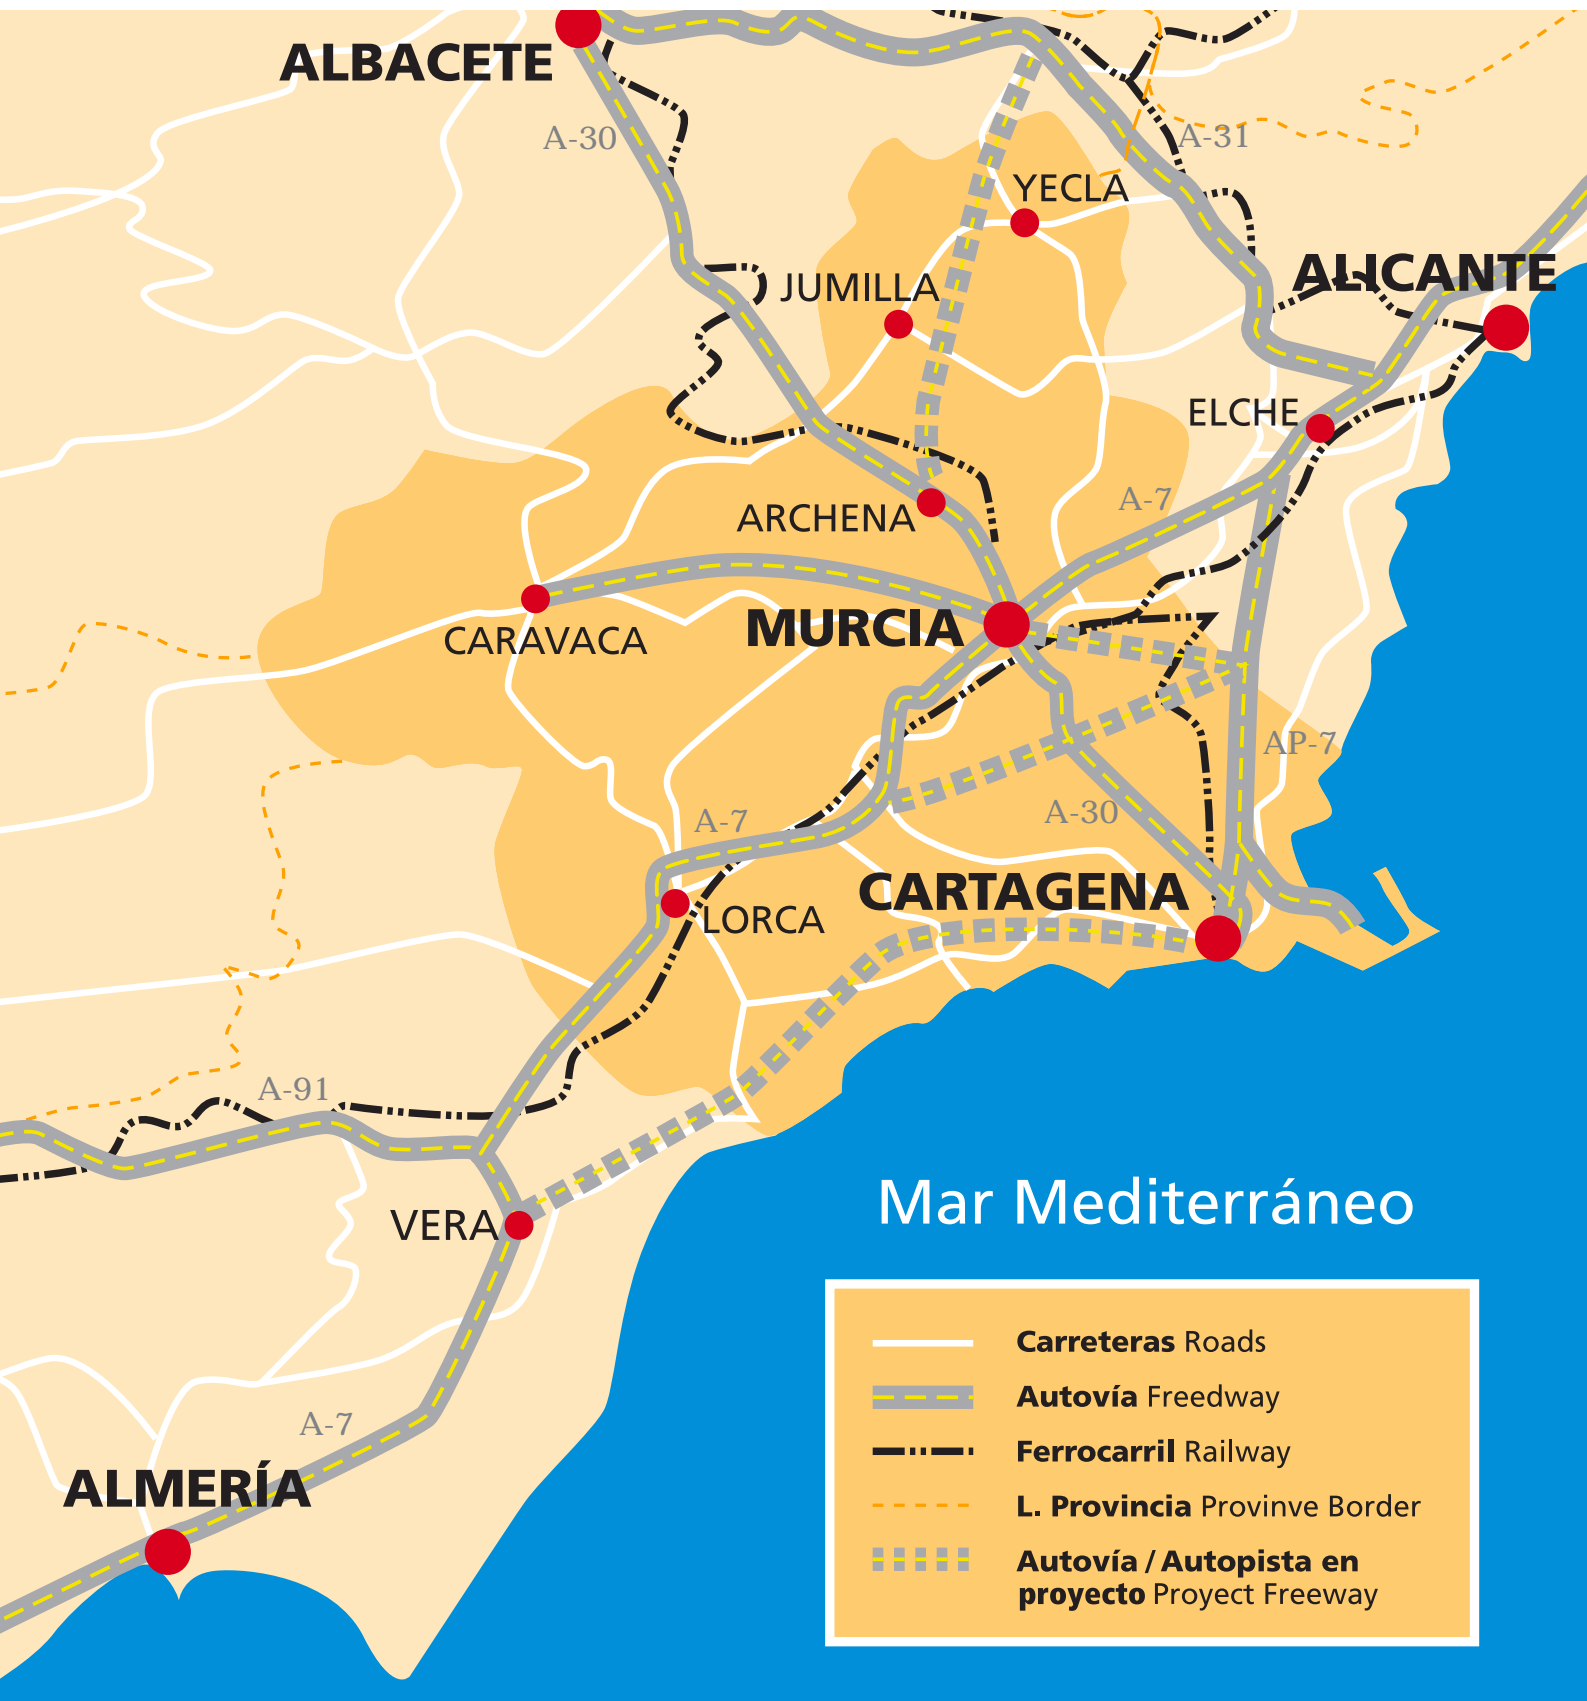 ALBACETE
A-30
A-31
YECLA
ALICANTE
JUMILLA
ELCHE
A-7
ARCHENA
MURCIA
CARAVACA
AP-7
A-30
A-7
CARTAGENA
LORCA
A-91
Mar Mediterráneo
VERA
Carreteras Roads
Autovía Freedway
A-7
Ferrocarril Railway
ALMERÍA
L. Provincia Provinve Border
Autovía / Autopista en
proyecto Proyect Freeway